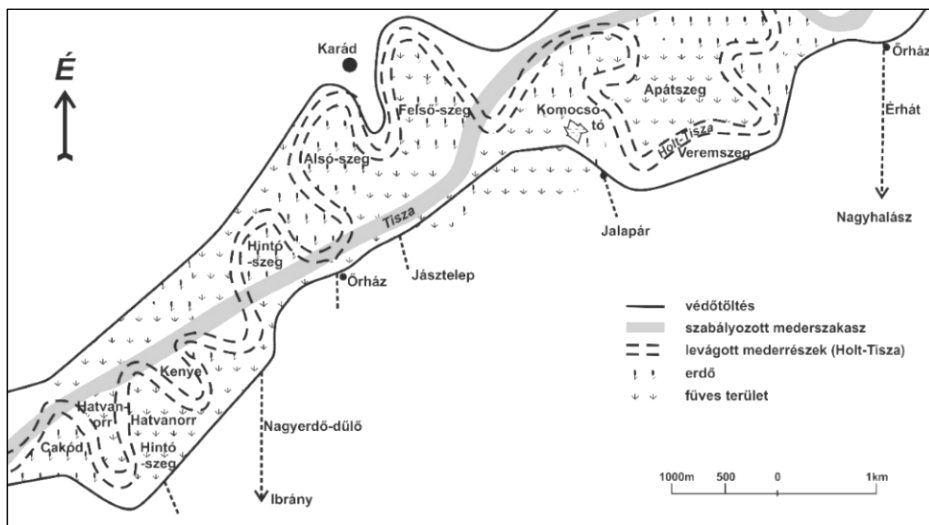 É
Karád
Őrház
Felső-szeg
Komocsó
tó
Apátszeg
Érhát
Alsó-szeg
Holt-Tisza
Veremszeg
Tisza
Nagyhalász
Jalapár
Hintó
-szeg
Őrház
Jásztelep
védőtöltés
szabályozott mederszakasz
levágott mederrészek (Holt-Tisza)
erdő
füves terület
Kenye
Hatvan-
orr
Hatvanorr
Nagyerdő-dülő
Cakód
Hintó
-szeg
Ibrány
1000m 500 0 1km